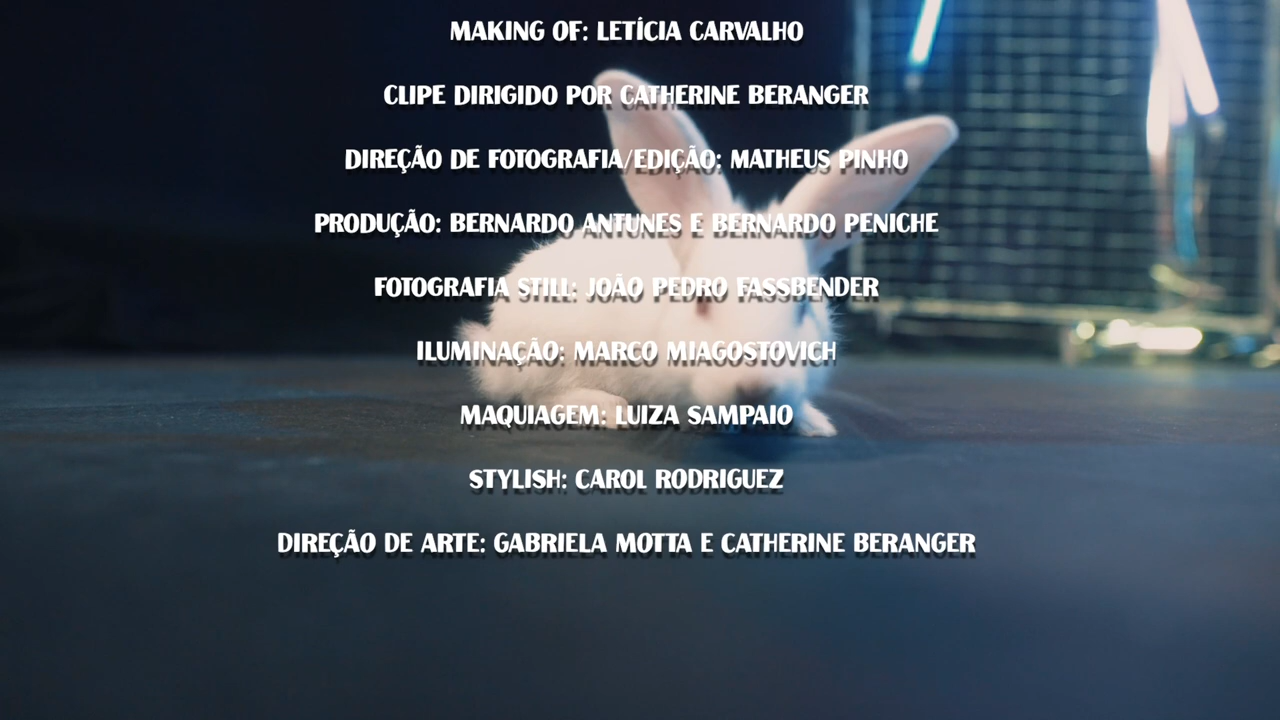 MAKING OF: LETÍCIA CARVALHO
CLIPE DIRIGIDO POR CATHERINE BERANGER
DIREÇÃO DE FOTOGRAFIA/EDIÇÃO: MATHEUS PINHO
PRODUÇÃO: BERNARDO ANTUNES E BERNARDO PENICHE
FOTOGRAFIA STILL: JOÃO PEDRO FASSBENDER
ILUMINAÇÃO: MARCO MIAGOSTOVICH
MAQUIAGEM: LUIZA SAMPAIO
STYLISH: CAROL RODRIGUEZ
DIREÇÃO DE ARTE: GABRIELA MOTTA E CATHERINE BERANGER